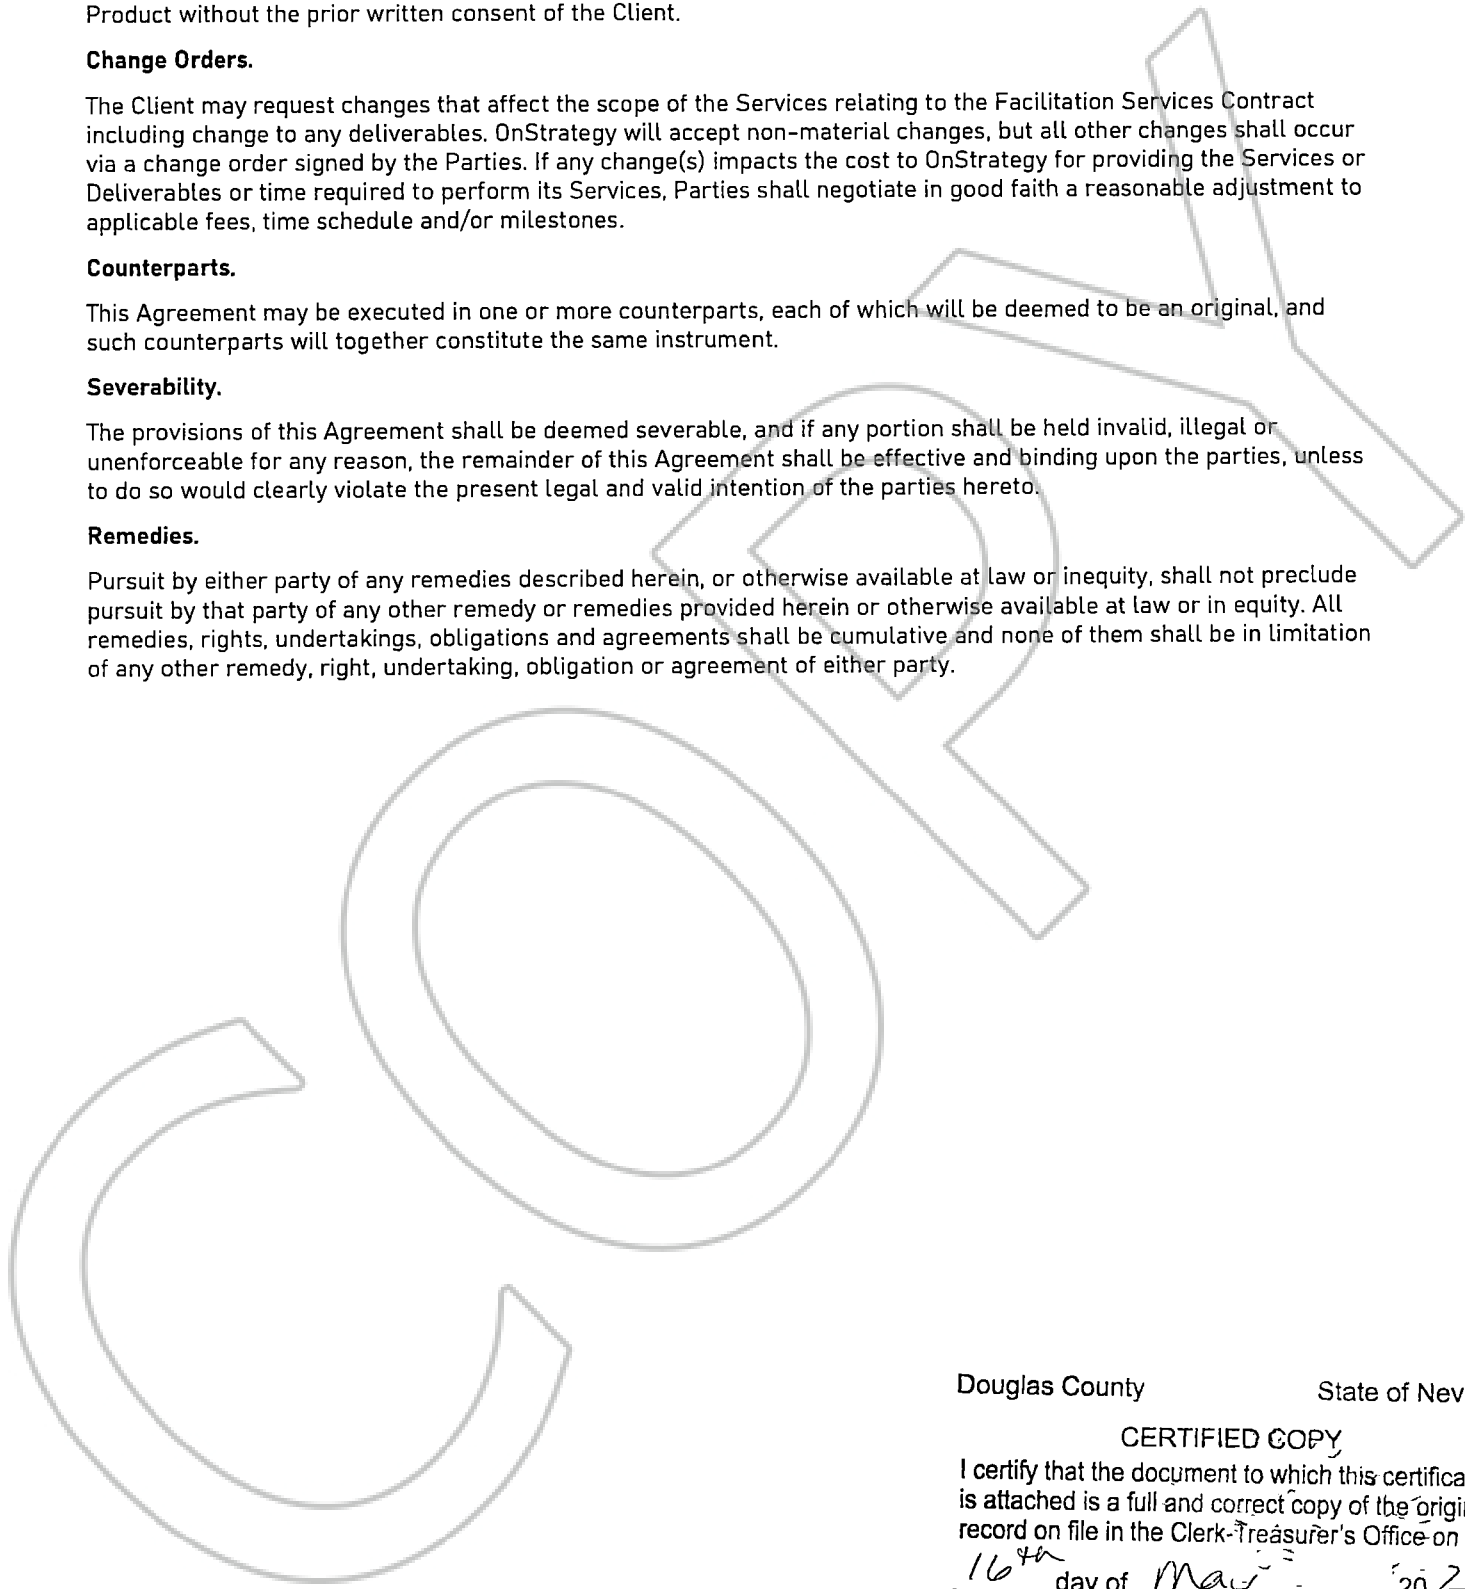 Product without the prior written consent of the Client.
Change Orders.
The Client may request changes that affect the scope of the Services relating to the Facilitation Services Contract
including change to any deliverables. OnStrategy will accept non-material changes, but all other changes shall occur
via a change order signed by the Parties. If any change(s) impacts the cost to OnStrategy for providing the Services or
Deliverables or time required to perform its Services, Parties shall negotiate in good faith a reasonable adjustment to
applicable fees, time schedule and/or milestones.
Counterparts.
This Agreement may be executed in one or more counterparts, each of which will be deemed to be an original, and
such counterparts will together constitute the same instrument.
Severability.
The provisions of this Agreement shall be deemed severable, and if any portion shall be held invalid, illegal or
unenforceable for any reason, the remainder of this Agreement shall be effective and binding upon the parties, unless
to do so would clearly violate the present legal and valid intention of the parties hereto.
Remedies.
Pursuit by either party of any remedies described herein, or otherwise available at law or inequity, shall not preclude
pursuit by that party of any other remedy or remedies provided herein or otherwise available at law or in equity. All
remedies, rights, undertakings, obligations and agreements shall be cumulative and none of them shall be in limitation
of any other remedy, right, undertaking, obligation or agreement of either party.
COPY
Douglas County State of Nev
CERTIFIED COPY
I certify that the document to which this certifica
is attached is a full and correct copy of the origi
record on file in the Clerk-Treasurer's Office on
16th day of May 20